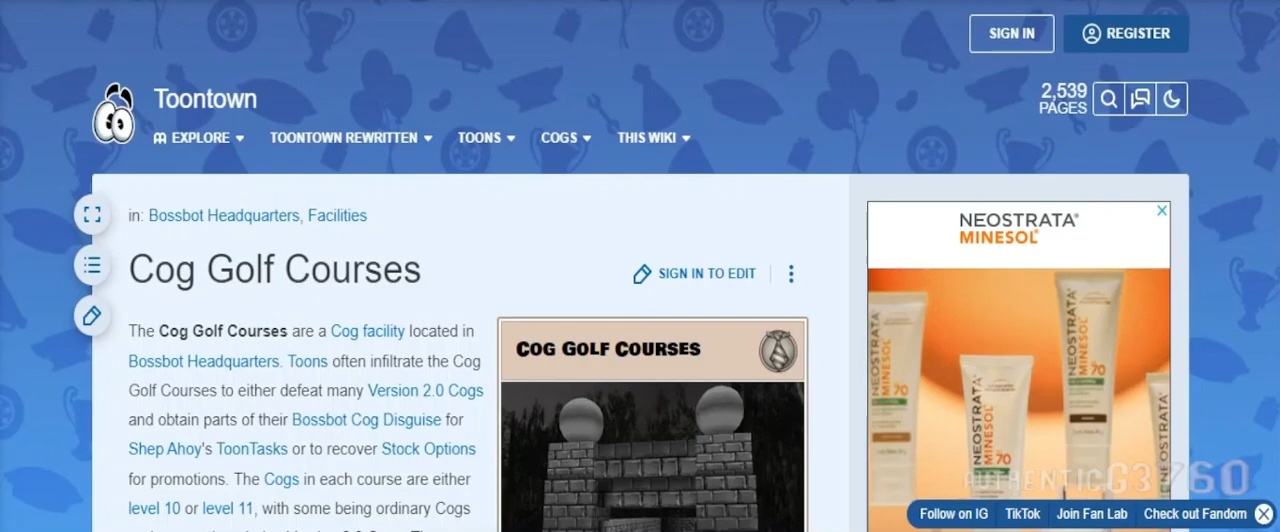 SIGN IN
REGISTER
Toontown
2,539
PAGES
EXPLORE
TOONTOWN REWRITTEN
TOONS
COGS
THIS WIKI
in: Bossbot Headquarters, Facilities
Cog Golf Courses
SIGN IN TO EDIT
The Cog Golf Courses are a Cog facility located in
Bossbot Headquarters. Toons often infiltrate the Cog
Golf Courses to either defeat many Version 2.0 Cogs
and obtain parts of their Bossbot Cog Disguise for
Shep Ahoy's ToonTasks or to recover Stock Options
for promotions. The Cogs in each course are either
level 10 or level 11, with some being ordinary Cogs
COG GOLF COURSES
NEOSTRATA®
MINESOL®
NEOSTRATA®
MINESOL
70
NEOSTRATA®
MINESOL
70
NEOSTRATA®
MINESOL
70
AUTHENTICG3760
Follow on IG
TikTok
Join Fan Lab
Check out Fandom